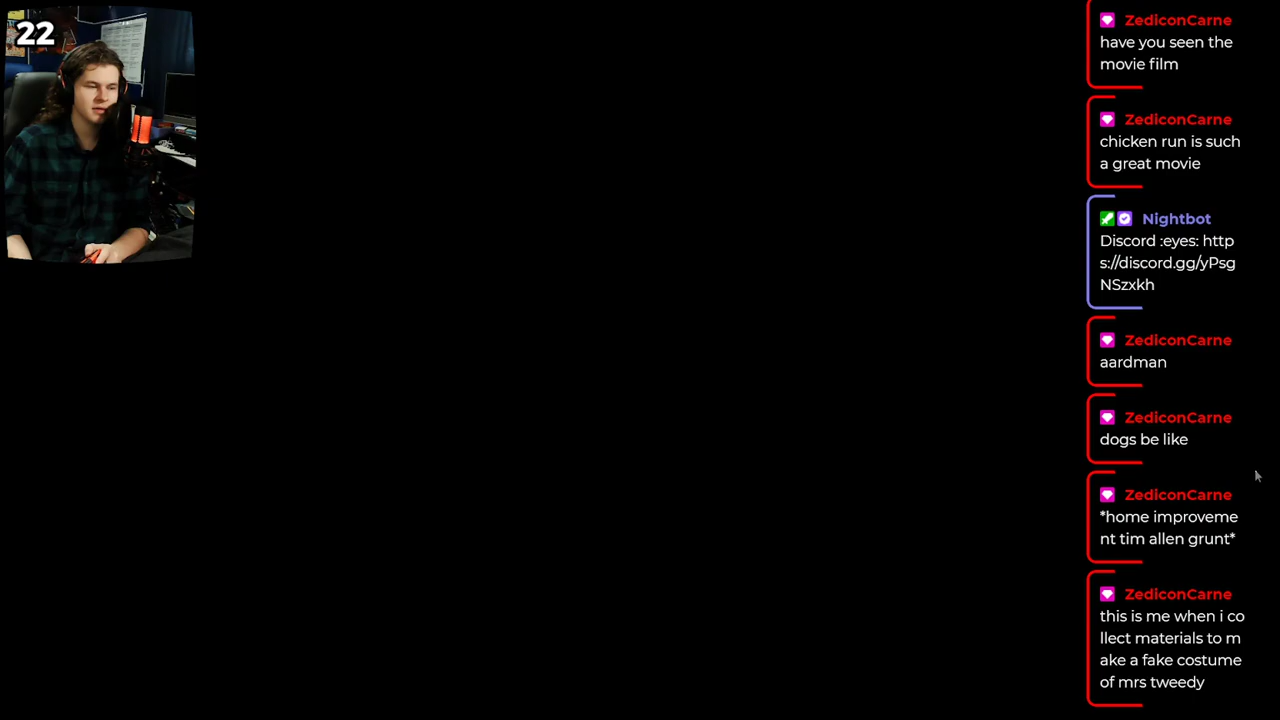 22
ZediconCarne
have you seen the
movie film
ZediconCarne
chicken run is such
a great movie
Nightbot
Discord :eyes: http
s://discord.gg/yPsg
NSzxkh
ZediconCarne
aardman
ZediconCarne
dogs be like
ZediconCarne
*home improveme
nt tim allen grunt*
ZediconCarne
this is me when i co
llect materials to m
ake a fake costume
of mrs tweedy